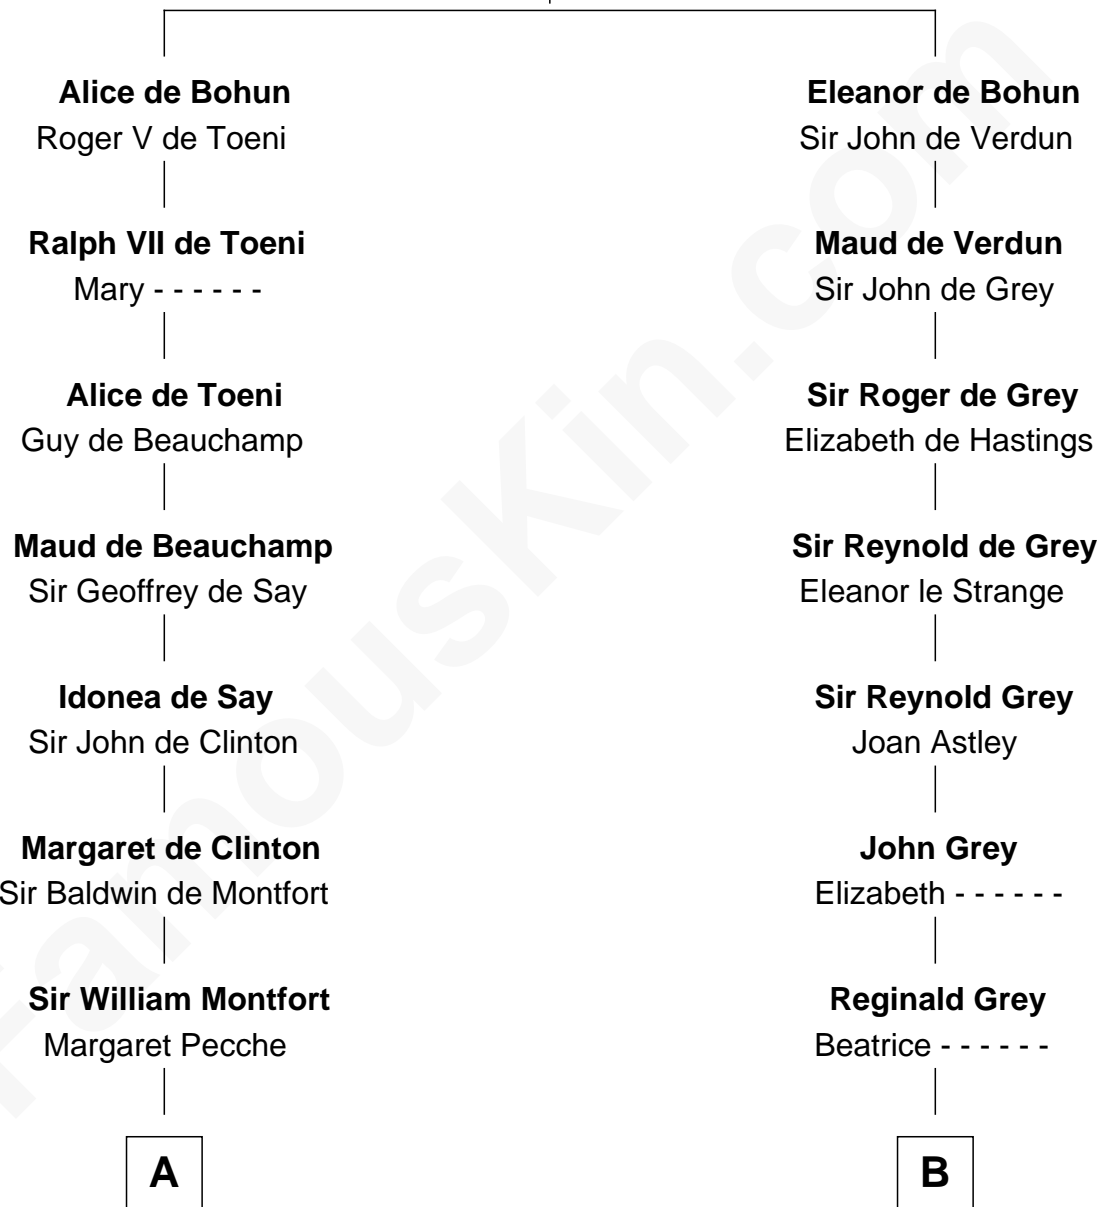 Alice de Bohun
Roger V de Toeni
Ralph VII de Toeni
Mary - - - - - -
Alice de Toeni
Guy de Beauchamp
Maud de Beauchamp
Sir Geoffrey de Say
Idonea de Say
Sir John de Clinton
Margaret de Clinton
Sir Baldwin de Montfort
Sir William Montfort
Margaret Pecche
A
Eleanor de Bohun
Sir John de Verdun
Maud de Verdun
Sir John de Grey
Sir Roger de Grey
Elizabeth de Hastings
Sir Reynold de Grey
Eleanor le Strange
Sir Reynold Grey
Joan Astley
John Grey
Elizabeth - - - - - -
Reginald Grey
Beatrice - - - - - -
B
FamousKin.com